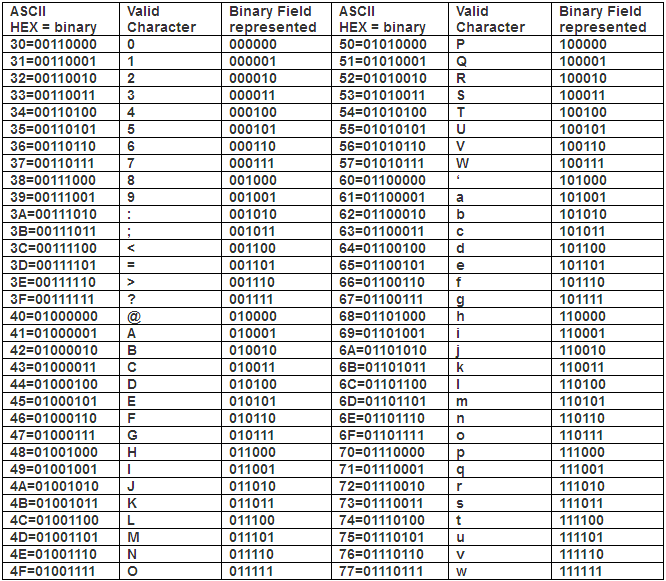 ASCII Valid Binary Field ASCII Valid Binary Field
HEX = binary Character represented HEX = binary Character represented
30=00110000 0 000000 50=01010000 P 100000
31=00110001 1 000001 51=01010001 Q 100001
32=00110010 2 000010 52=01010010 R 100010
33=00110011 3 000011 53=01010011 S 100011
34=00110100 4 000100 54=01010100 T 100100
35=00110101 5 000101 55=01010101 U 100101
36=00110110 6 000110 56=01010110 V 100110
37=00110111 7 000111 57=01010111 W 100111
38=00111000 8 001000 60=01100000 ‘ 101000
39=00111001 9 001001 61=01100001 a 101001
3A=00111010 : 001010 62=01100010 b 101010
3B=00111011 ; 001011 63=01100011 c 101011
3C=00111100 < 001100 64=01100100 d 101100
3D=00111101 = 001101 65=01100101 e 101101
3E=00111110 > 001110 66=01100110 f 101110
3F=00111111 ? 001111 67=01100111 g 101111
40=01000000 @ 010000 68=01101000 h 110000
41=01000001 A 010001 69=01101001 i 110001
42=01000010 B 010010 6A=01101010 j 110010
43=01000011 C 010011 6B=01101011 k 110011
44=01000100 D 010100 6C=01101100 l 110100
45=01000101 E 010101 6D=01101101 m 110101
46=01000110 F 010110 6E=01101110 n 110110
47=01000111 G 010111 6F=01101111 o 110111
48=01001000 H 011000 70=01110000 p 111000
49=01001001 I 011001 71=01110001 q 111001
4A=01001010 J 011010 72=01110010 r 111010
4B=01001011 K 011011 73=01110011 s 111011
4C=01001100 L 011100 74=01110100 t 111100
4D=01001101 M 011101 75=01110101 u 111101
4E=01001110 N 011110 76=01110110 v 111110
4F=01001111 O 011111 77=01110111 w 111111